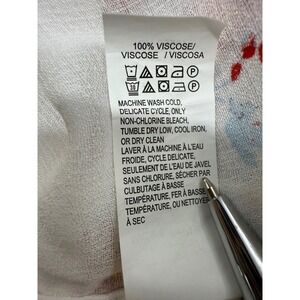 100% VISCOSE/
VISCOSE / VISCOSA
MACHINE WASH COLD,
DELICATE CYCLE, ONLY
NON-CHLORINE BLEACH,
TUMBLE DRY LOW, COOL IRON,
OR DRY CLEAN
LAVER À LA MACHINE À L'EAU
FROIDE, CYCLE DELICATE,
SEULEMENT DE L'EAU DE JAVEL
SANS CHLORURE, SÉCHER PAR
CULBUTAGE À BASSE
TEMPÉRATURE, FER À BASSE
TEMPÉRATURE, OU NETTOYER
À SEC